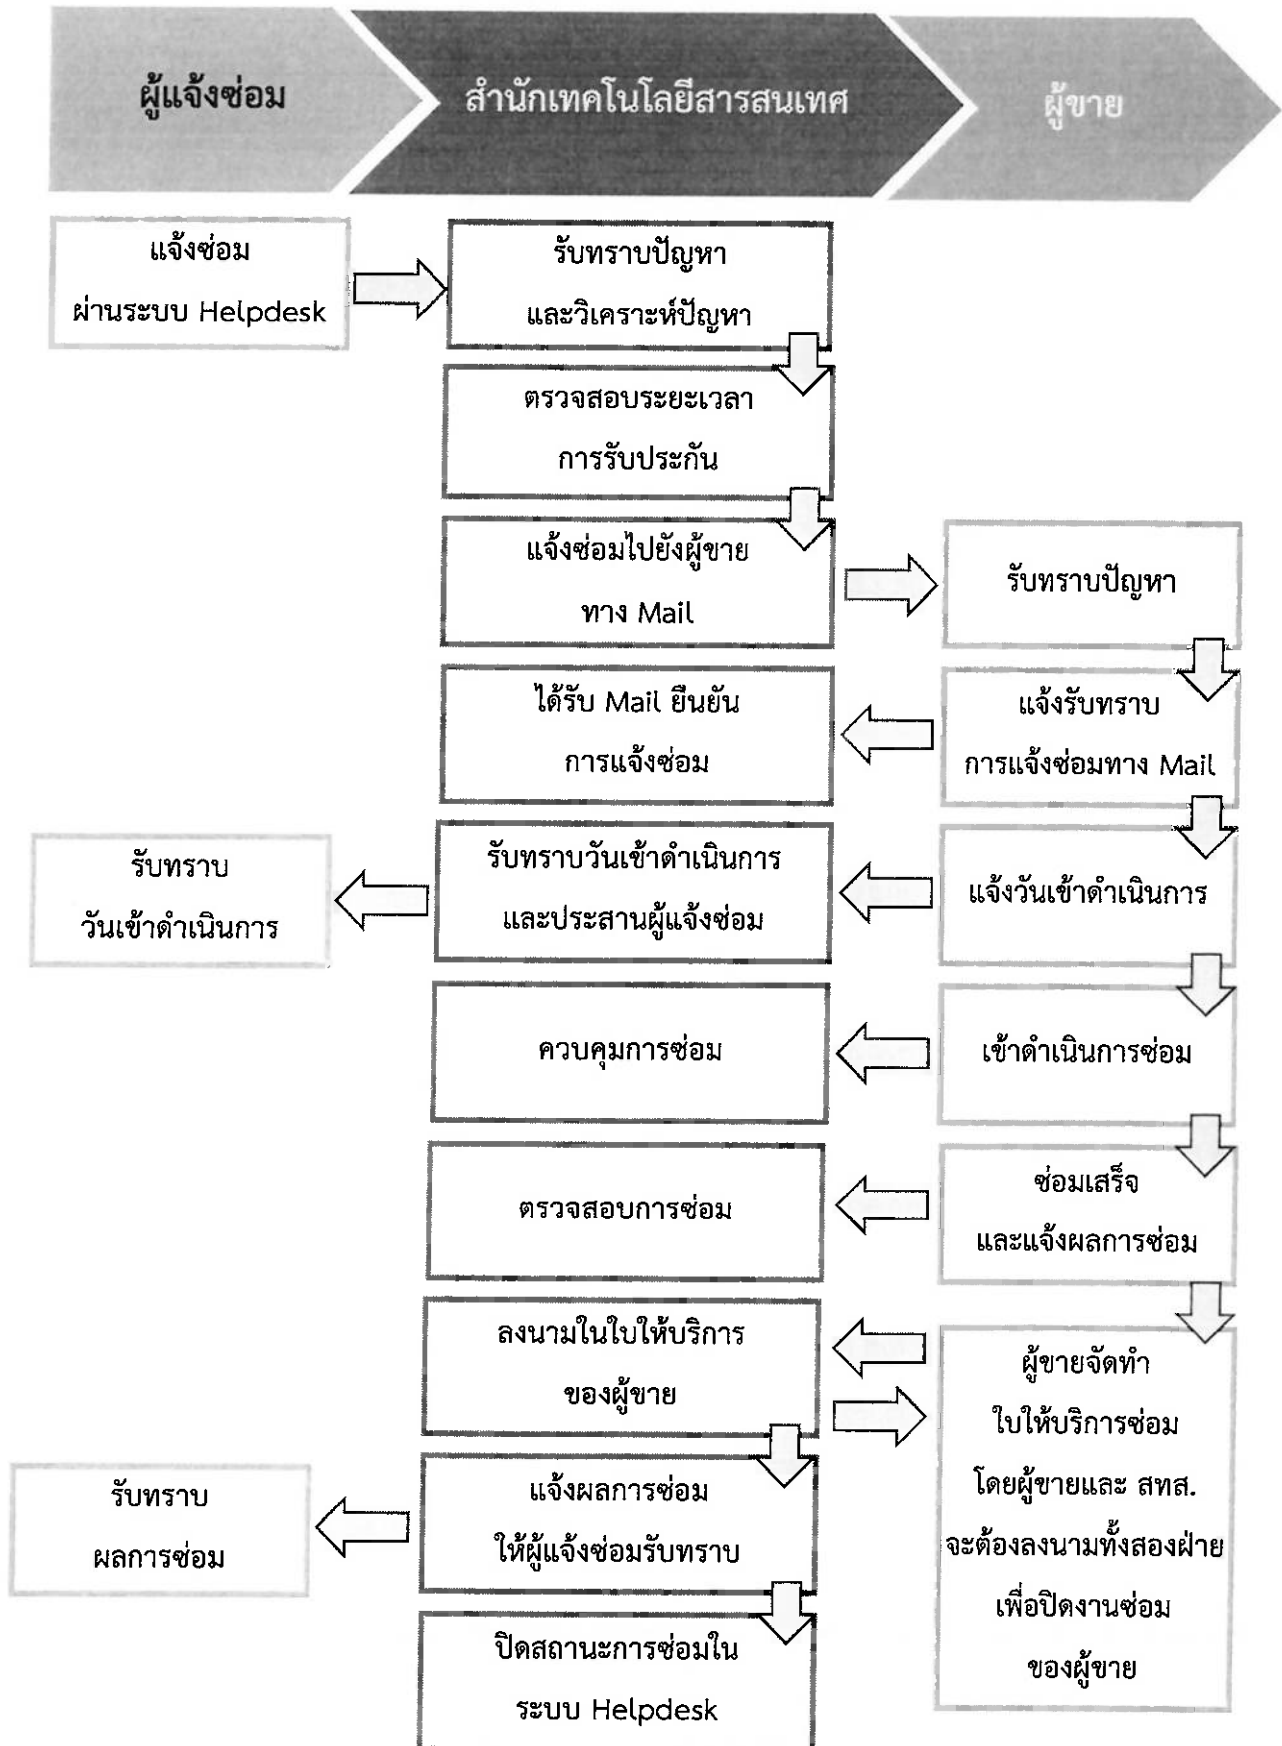 ผู้แจ้งซ่อม
สำนักเทคโนโลยีสารสนเทศ
ผู้ขาย
แจ้งซ่อม
ผ่านระบบ Helpdesk
รับทราบปัญหา
และวิเคราะห์ปัญหา
ตรวจสอบระยะเวลา
การรับประกัน
แจ้งซ่อมไปยังผู้ขาย
ทาง Mail
รับทราบปัญหา
ได้รับ Mail ยืนยัน
การแจ้งซ่อม
แจ้งรับทราบ
การแจ้งซ่อมทาง Mail
รับทราบ
วันเข้าดำเนินการ
รับทราบวันเข้าดำเนินการ
และประสานผู้แจ้งซ่อม
แจ้งวันเข้าดำเนินการ
ควบคุมการซ่อม
เข้าดำเนินการซ่อม
ตรวจสอบการซ่อม
ซ่อมเสร็จ
และแจ้งผลการซ่อม
ลงนามในใบให้บริการ
ของผู้ขาย
ผู้ขายจัดทำ
ใบให้บริการซ่อม
โดยผู้ขายและ สทส.
จะต้องลงนามทั้งสองฝ่าย
เพื่อปิดงานซ่อม
ของผู้ขาย
รับทราบ
ผลการซ่อม
แจ้งผลการซ่อม
ให้ผู้แจ้งซ่อมรับทราบ
ปิดสถานะการซ่อมใน
ระบบ Helpdesk